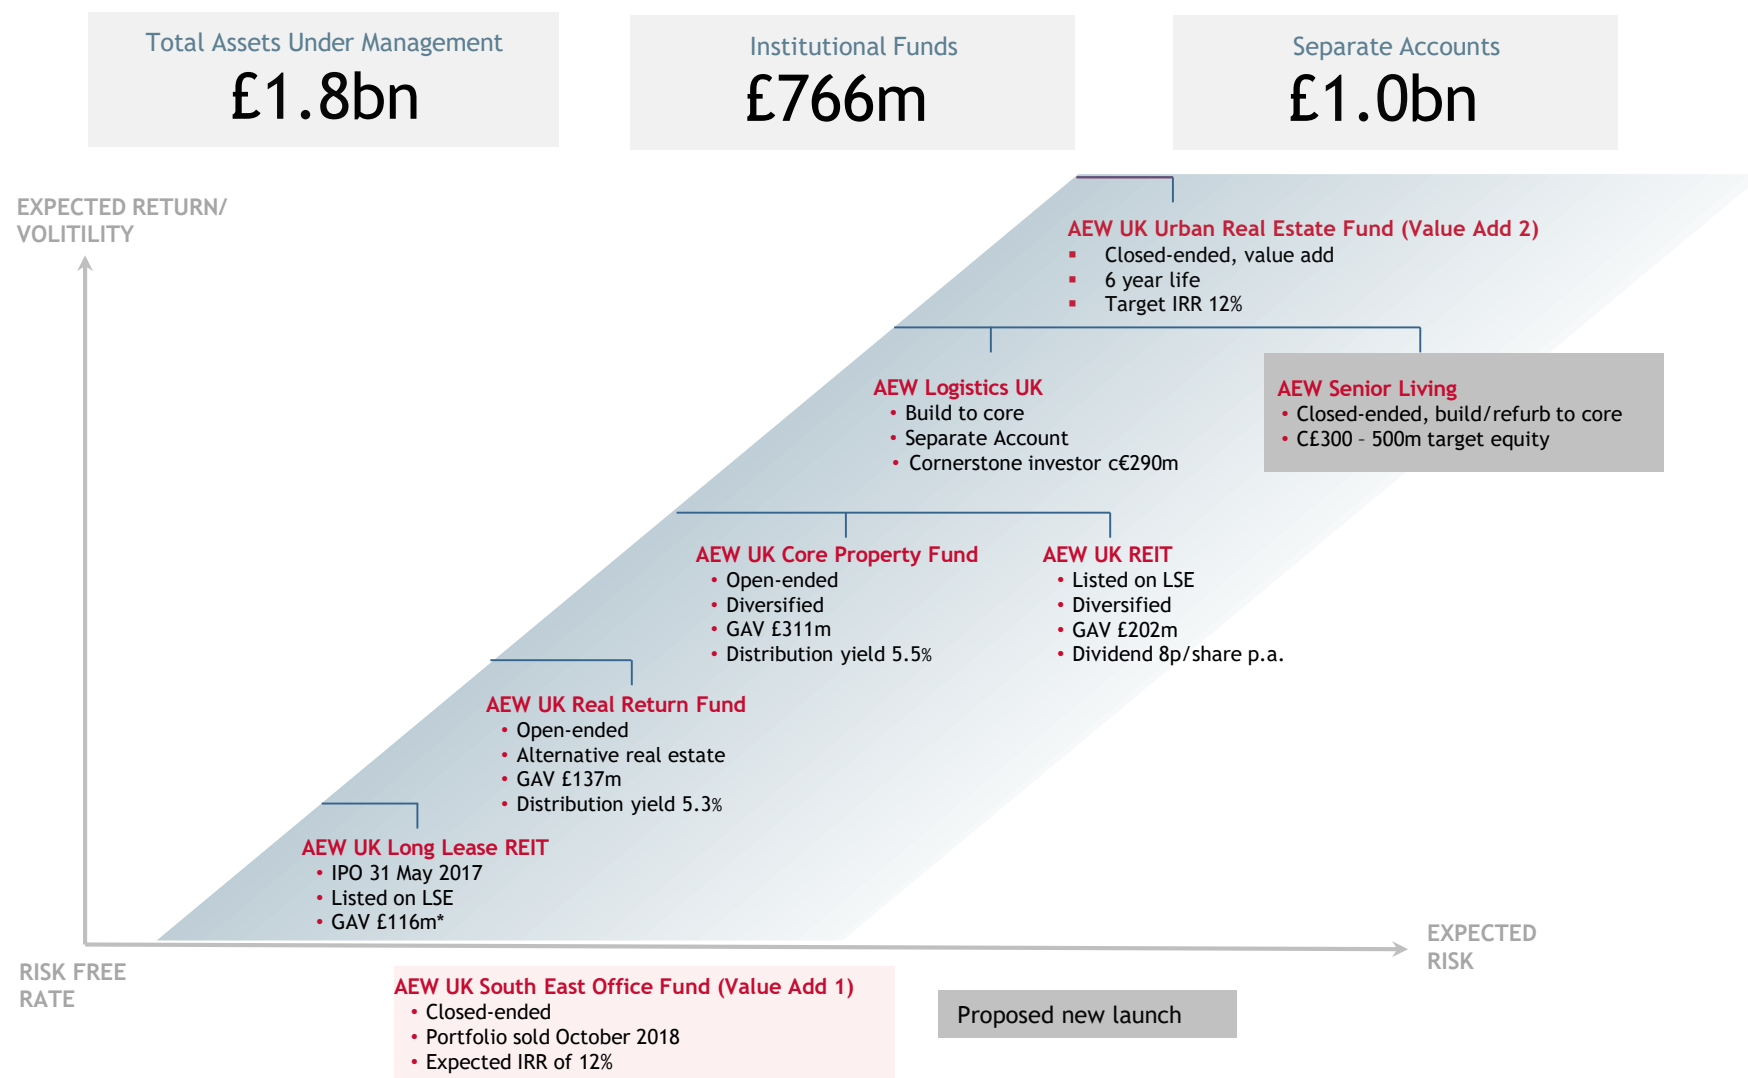 Total Assets Under Management
£1.8bn
Institutional Funds
£766m
Separate Accounts
£1.0bn
EXPECTED RETURN/
VOLITILITY
AEW UK Urban Real Estate Fund (Value Add 2)
▪ Closed-ended, value add
▪ 6 year life
▪ Target IRR 12%
AEW Logistics UK
• Build to core
• Separate Account
• Cornerstone investor c€290m
AEW Senior Living
• Closed-ended, build/refurb to core
• C£300 – 500m target equity
AEW UK Core Property Fund
• Open-ended
• Diversified
• GAV £311m
• Distribution yield 5.5%
AEW UK REIT
• Listed on LSE
• Diversified
• GAV £202m
• Dividend 8p/share p.a.
AEW UK Real Return Fund
• Open-ended
• Alternative real estate
• GAV £137m
• Distribution yield 5.3%
AEW UK Long Lease REIT
• IPO 31 May 2017
• Listed on LSE
• GAV £116m*
EXPECTED
RISK
RISK FREE
RATE
AEW UK South East Office Fund (Value Add 1)
• Closed-ended
• Portfolio sold October 2018
• Expected IRR of 12%
Proposed new launch